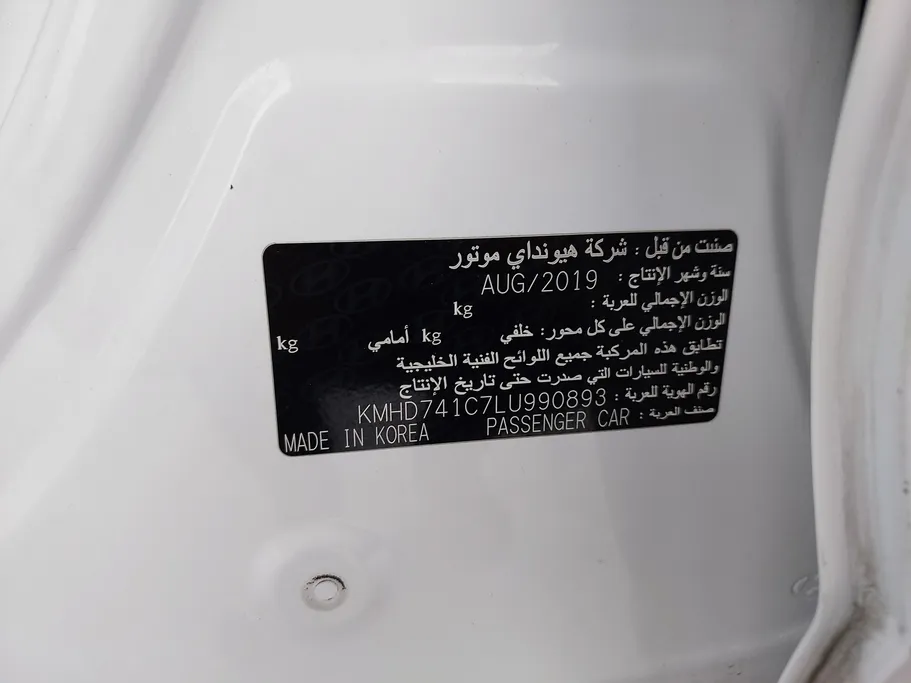 صنعت من قبل : شركة هيونداي موتور
سنة وشهر الإنتاج : AUG/2019
الوزن الإجمالي للعربة : kg
الوزن الإجمالي على كل محور: خلفي kg أمامي kg
تطابق هذه المركبة جميع اللوائح الفنية الخليجية
والوطنية للسيارات التي صدرت حتى تاريخ الإنتاج
رقم الهوية للعربة : KMHD741C7LU990893
صنف العربة : PASSENGER CAR MADE IN KOREA